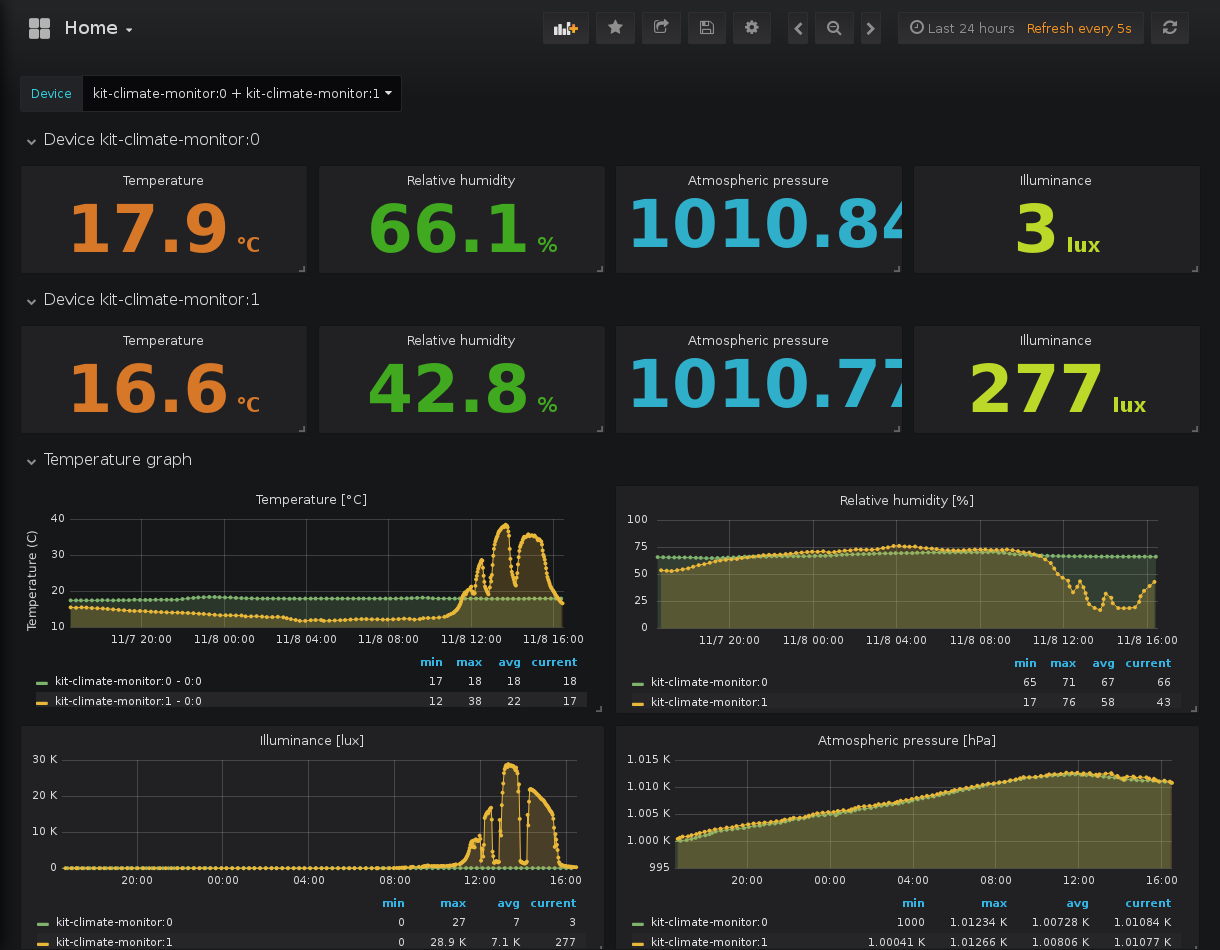 Home
Last 24 hours Refresh every 5s
Device kit-climate-monitor:0 + kit-climate-monitor:1
Device kit-climate-monitor:0
Temperature Relative humidity Atmospheric pressure Illuminance
17.9 °C 66.1 % 1010.84 3 lux
Device kit-climate-monitor:1
Temperature Relative humidity Atmospheric pressure Illuminance
16.6 °C 42.8 % 1010.77 277 lux
Temperature graph
Temperature [°C]
Temperature (C)
40
30
20
10
11/7 20:00 11/8 00:00 11/8 04:00 11/8 08:00 11/8 12:00 11/8 16:00
min max avg current
kit-climate-monitor:0 - 0:0 17 18 18 18
kit-climate-monitor:1 - 0:0 12 38 22 17
Relative humidity [%]
100
75
50
25
0
11/7 20:00 11/8 00:00 11/8 04:00 11/8 08:00 11/8 12:00 11/8 16:00
min max avg current
kit-climate-monitor:0 65 71 67 66
kit-climate-monitor:1 17 76 58 43
Illuminance [lux]
30 K
20 K
10 K
0
20:00 00:00 04:00 08:00 12:00 16:00
min max avg current
kit-climate-monitor:0 0 27 7 3
kit-climate-monitor:1 0 28.9 K 7.1 K 277
Atmospheric pressure [hPa]
1.015 K
1.010 K
1.005 K
1.000 K
995
20:00 00:00 04:00 08:00 12:00 16:00
min max avg current
kit-climate-monitor:0 1000 1.01234 K 1.00728 K 1.01084 K
kit-climate-monitor:1 1.00041 K 1.01266 K 1.00806 K 1.01077 K